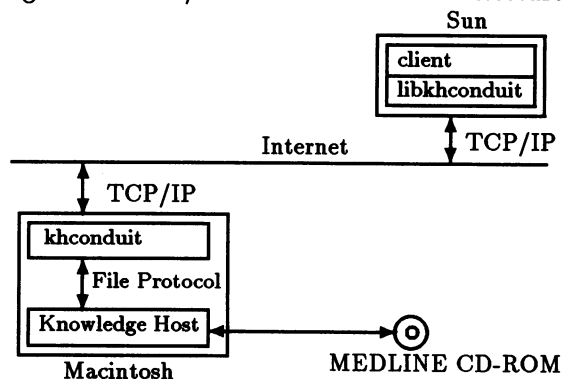 Sun
client
libkhconduit
Internet
TCP/IP
TCP/IP
khconduit
File Protocol
Knowledge Host
Macintosh
MEDLINE CD-ROM